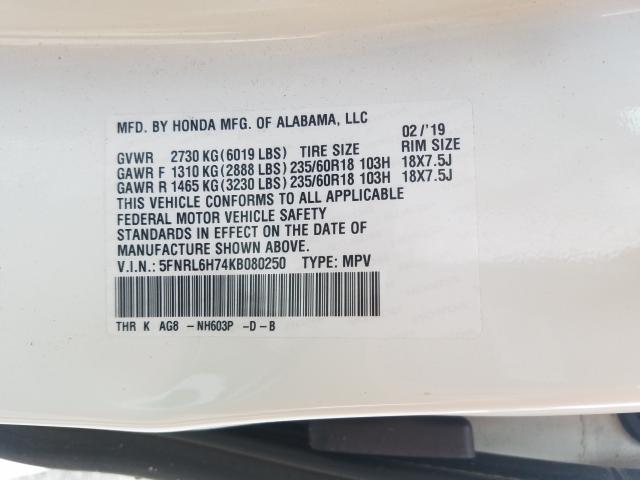 MFD. BY HONDA MFG. OF ALABAMA, LLC
02/'19
GVWR 2730 KG (6019 LBS) TIRE SIZE RIM SIZE
GAWR F 1310 KG (2888 LBS) 235/60R18 103H 18X7.5J
GAWR R 1465 KG (3230 LBS) 235/60R18 103H 18X7.5J
THIS VEHICLE CONFORMS TO ALL APPLICABLE
FEDERAL MOTOR VEHICLE SAFETY
STANDARDS IN EFFECT ON THE DATE OF
MANUFACTURE SHOWN ABOVE.
V.I.N.: 5FNRL6H74KB080250 TYPE: MPV
THR K AG8 -NH603P -D-B